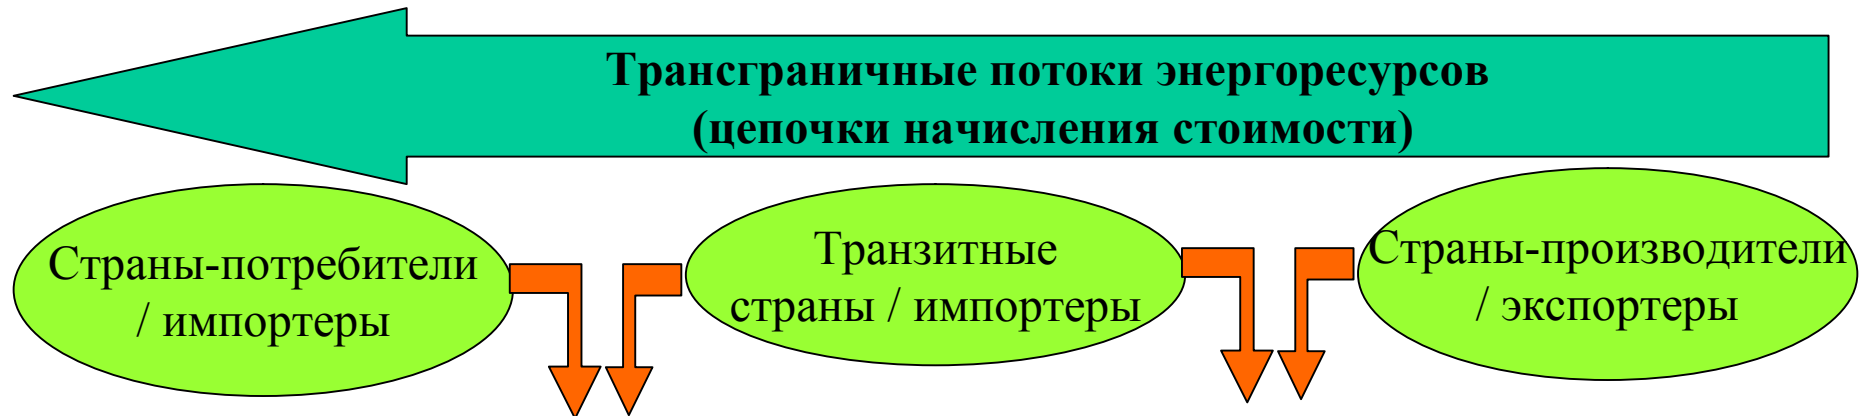 Трансграничные потоки энергоресурсов
(цепочки начисления стоимости)
Страны-потребители
/ импортеры
Транзитные
страны / импортеры
Страны-производители
/ экспортеры